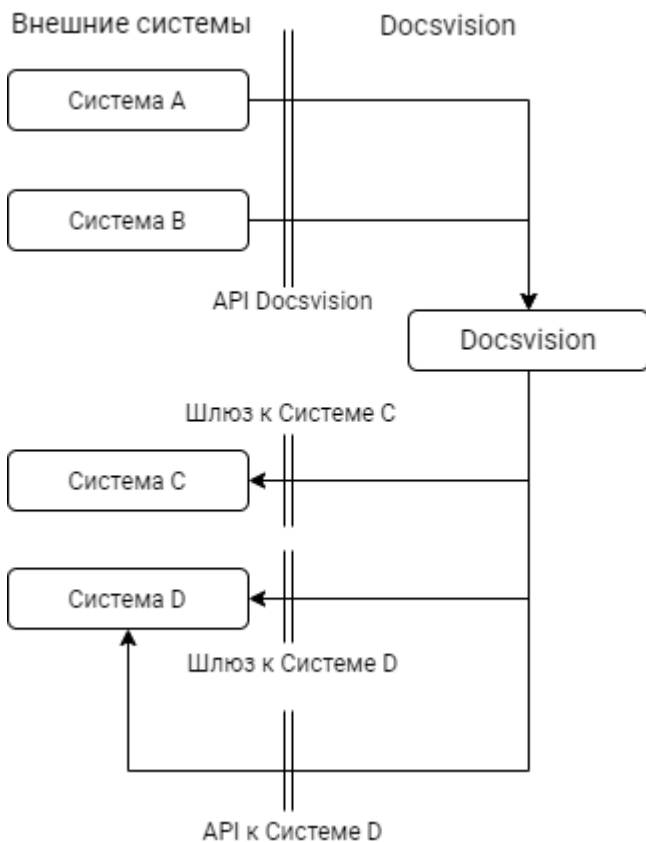 Внешние системы
Docsvision
Система A
Система B
API Docsvision
Docsvision
Шлюз к Системе C
Система C
Система D
Шлюз к Системе D
API к Системе D